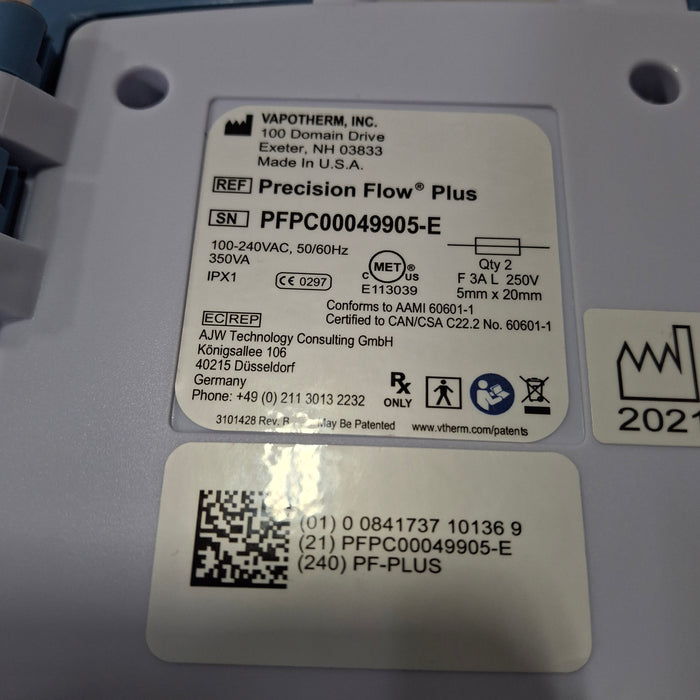 VAPOTHERM, INC.
100 Domain Drive
Exeter, NH 03833
Made In U.S.A.
REF Precision Flow® Plus
SN PFPC00049905-E
100-240VAC, 50/60Hz
350VA
IPX1
CE 0297
c MET ® US
E113039
Qty 2
F 3A L 250V
5mm x 20mm
Conforms to AAMI 60601-1
Certified to CAN/CSA C22.2 No. 60601-1
EC REP
AJW Technology Consulting GmbH
Königsallee 106
40215 Düsseldorf
Germany
Phone: +49 (0) 211 3013 2232
Rx ONLY
3101428 Rev. B May Be Patented www.vtherm.com/patents
2021
(01) 0 0841737 10136 9
(21) PFPC00049905-E
(240) PF-PLUS